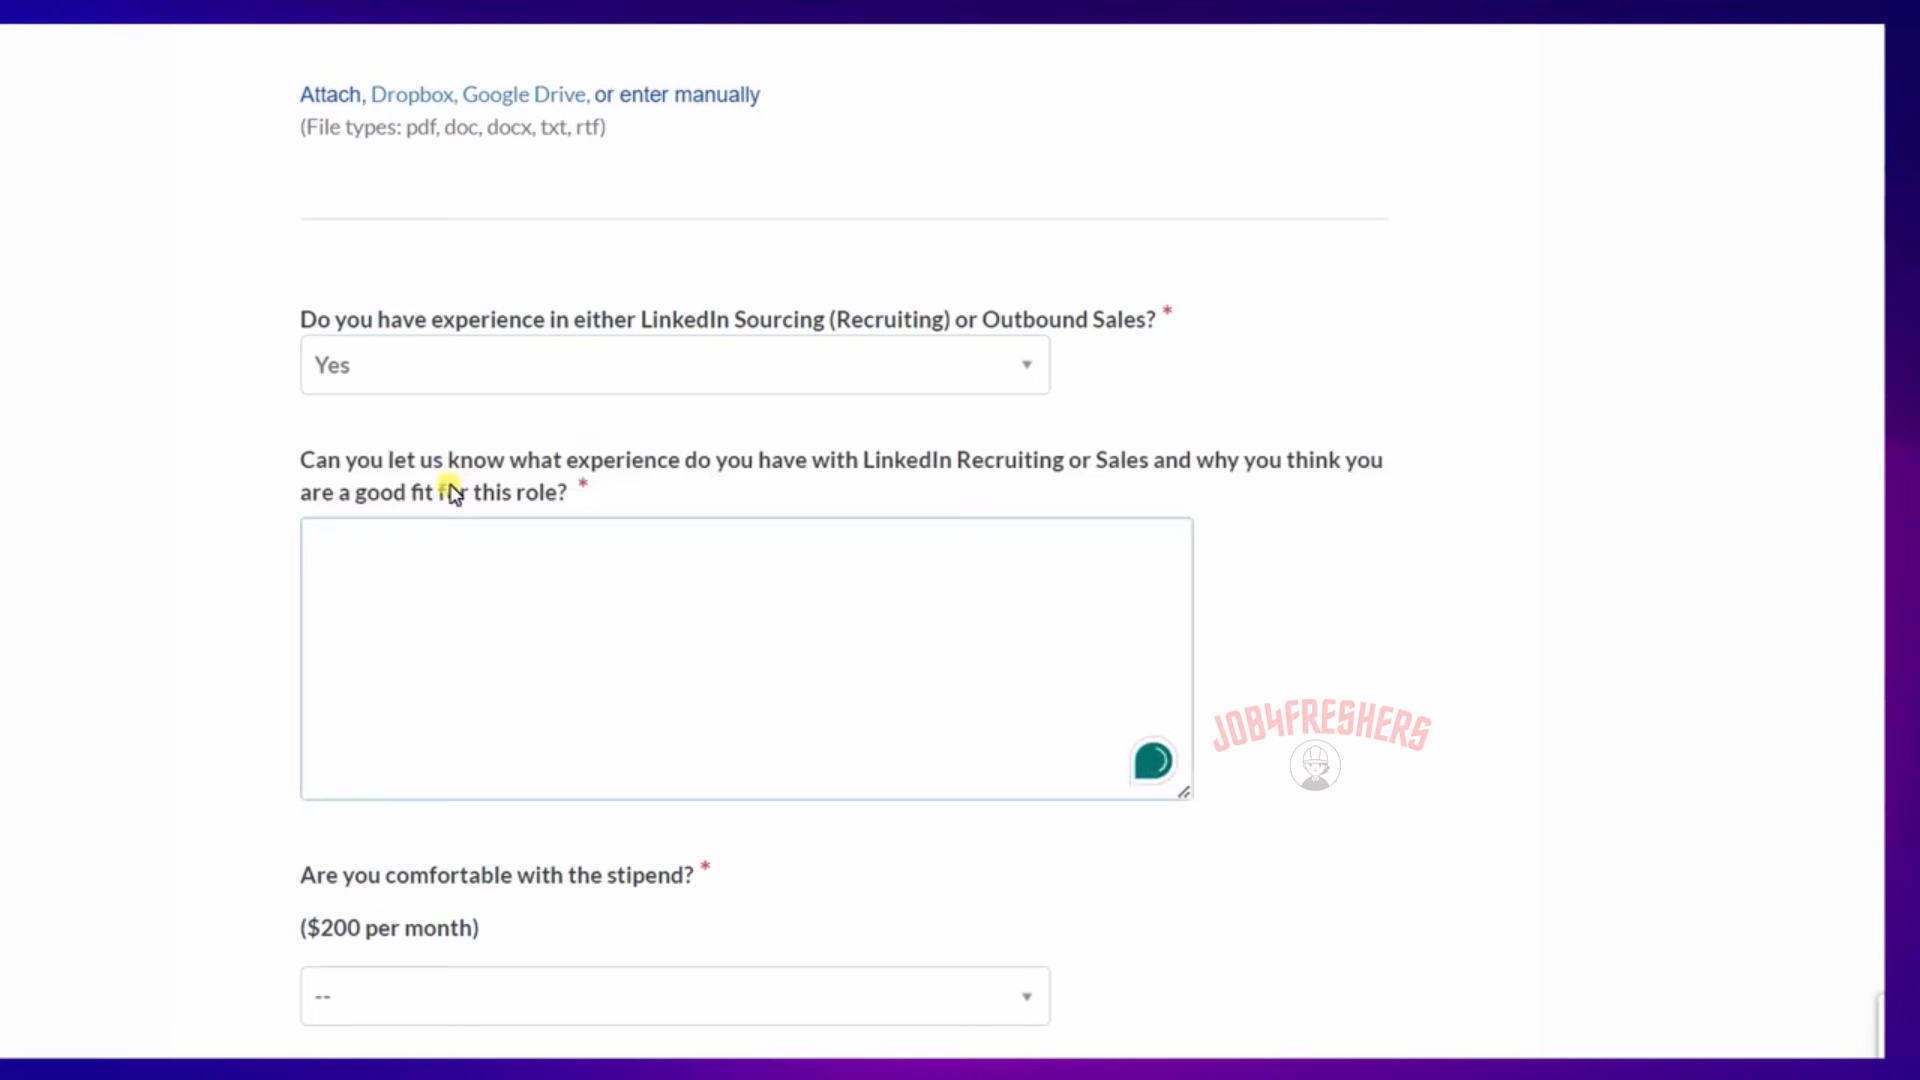 Attach, Dropbox, Google Drive, or enter manually
(File types: pdf, doc, docx, txt, rtf)
Do you have experience in either LinkedIn Sourcing (Recruiting) or Outbound Sales? *
Yes
Can you let us know what experience do you have with LinkedIn Recruiting or Sales and why you think you
are a good fit for this role? *
JOB4FRESHERS
Are you comfortable with the stipend? *
($200 per month)
--